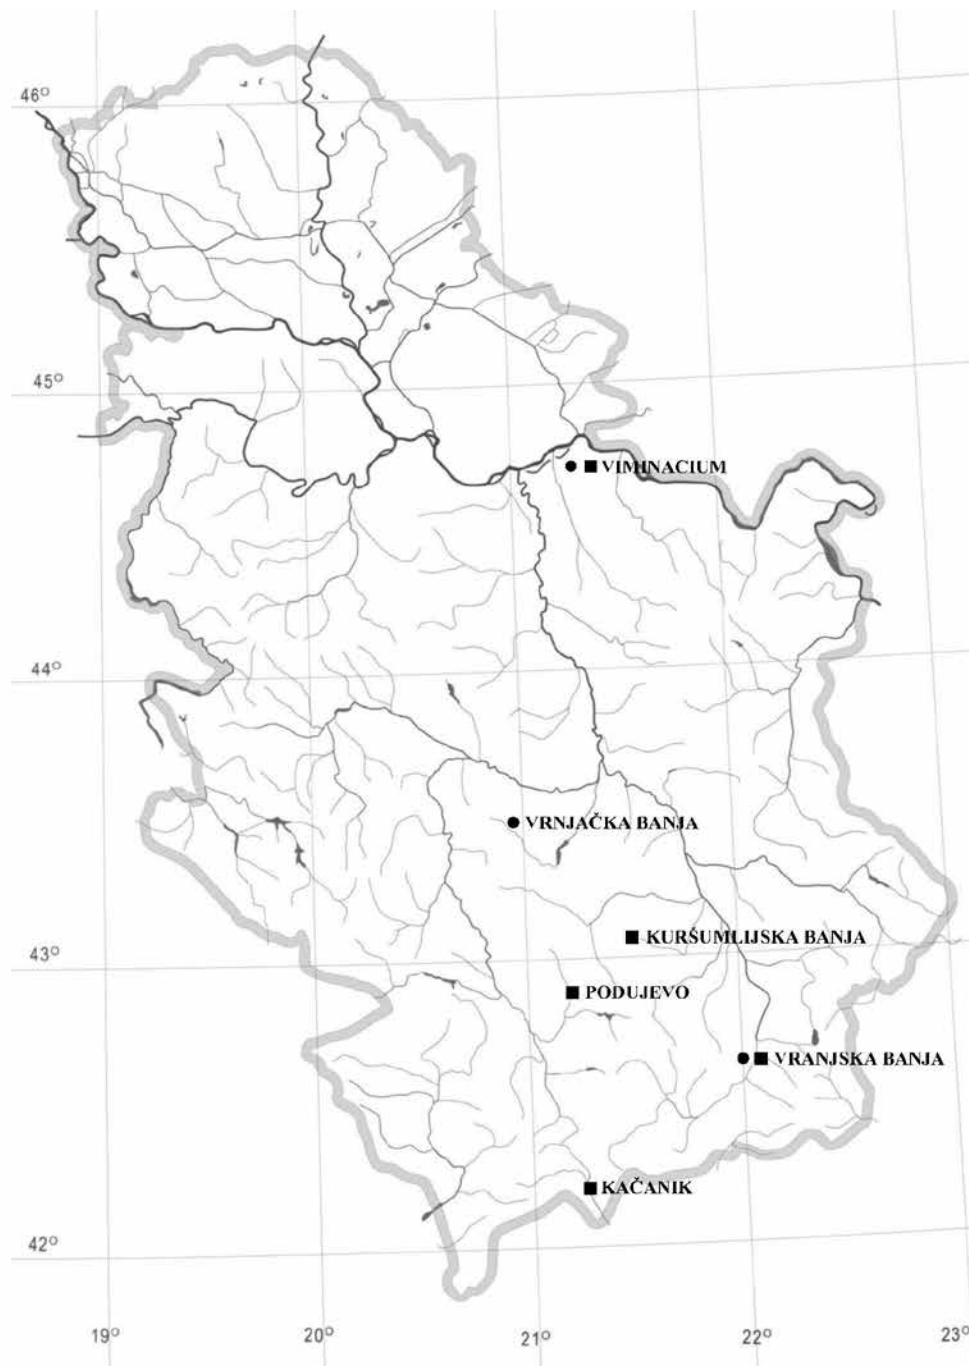 46°
45°
VIMINACIUM
44°
VRNJAČKA BANJA
KURŠUMLIJSKA BANJA
43°
PODUJEVO
VRANJSKA BANJA
KAČANIK
42°
19° 20° 21° 22° 23°